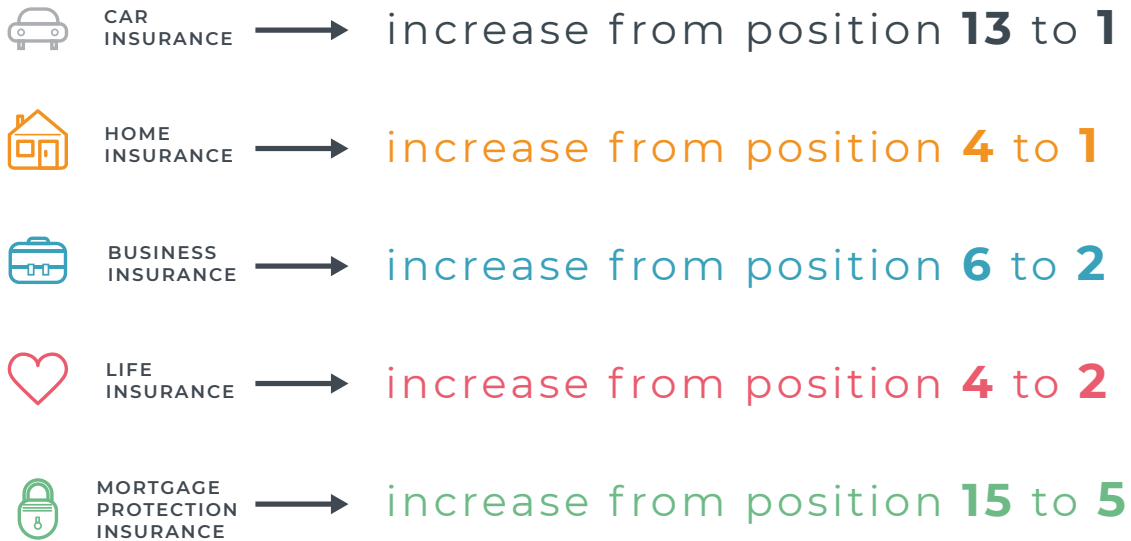 CAR
INSURANCE
increase from position 13 to 1
HOME
INSURANCE
increase from position 4 to 1
BUSINESS
INSURANCE
increase from position 6 to 2
LIFE
INSURANCE
increase from position 4 to 2
MORTGAGE
PROTECTION
INSURANCE
increase from position 15 to 5